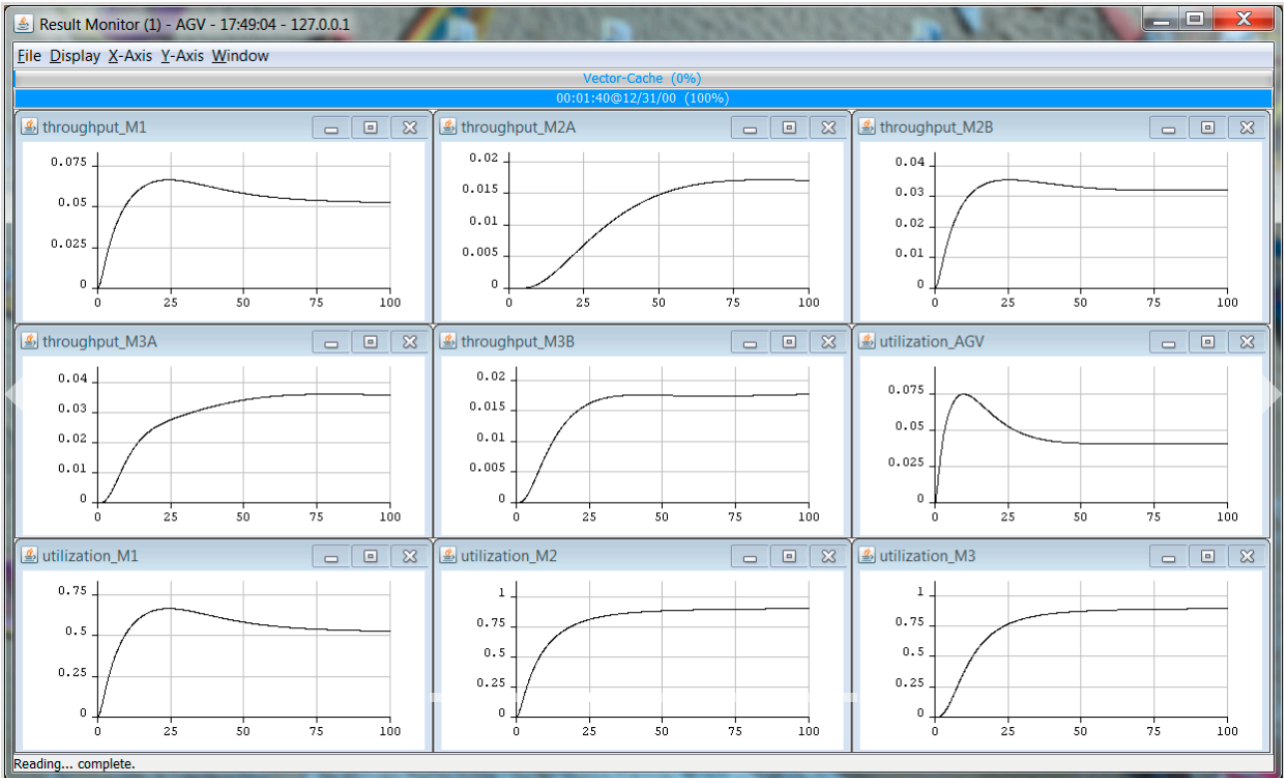 Result Monitor (1) - AGV - 17:49:04 - 127.0.0.1
File Display X-Axis Y-Axis Window
Vector-Cache (0%)
00:01:40@12/31/00 (100%)
throughput_M1
0.075
0.05
0.025
0
0 25 50 75 100
throughput_M2A
0.02
0.015
0.01
0.005
0
0 25 50 75 100
throughput_M2B
0.04
0.03
0.02
0.01
0
0 25 50 75 100
throughput_M3A
0.04
0.03
0.02
0.01
0
0 25 50 75 100
throughput_M3B
0.02
0.015
0.01
0.005
0
0 25 50 75 100
utilization_AGV
0.075
0.05
0.025
0
0 25 50 75 100
utilization_M1
0.75
0.5
0.25
0
0 25 50 75 100
utilization_M2
1
0.75
0.5
0.25
0
0 25 50 75 100
utilization_M3
1
0.75
0.5
0.25
0
0 25 50 75 100
Reading... complete.